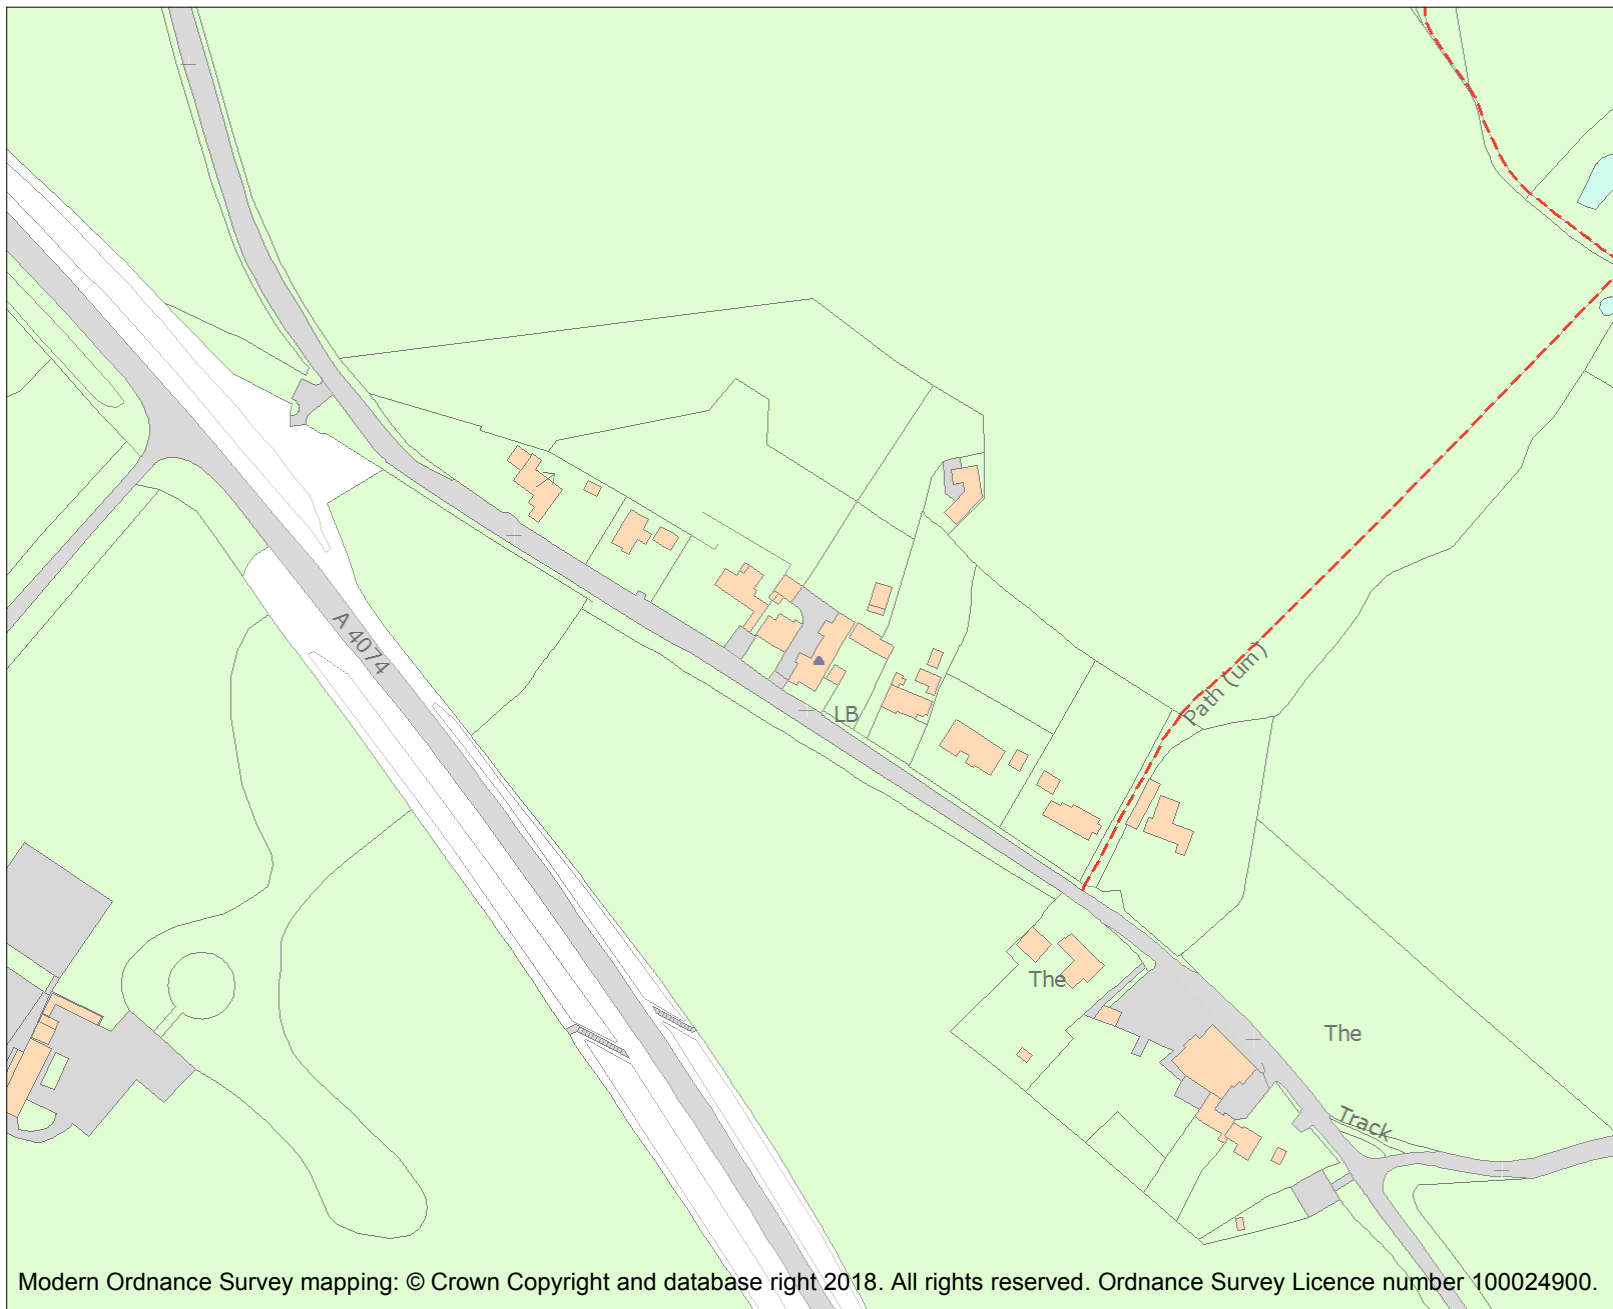 A 4074
Path (um)
LB
The
The
Track
Modern Ordnance Survey mapping: © Crown Copyright and database right 2018. All rights reserved. Ordnance Survey Licence number 100024900.